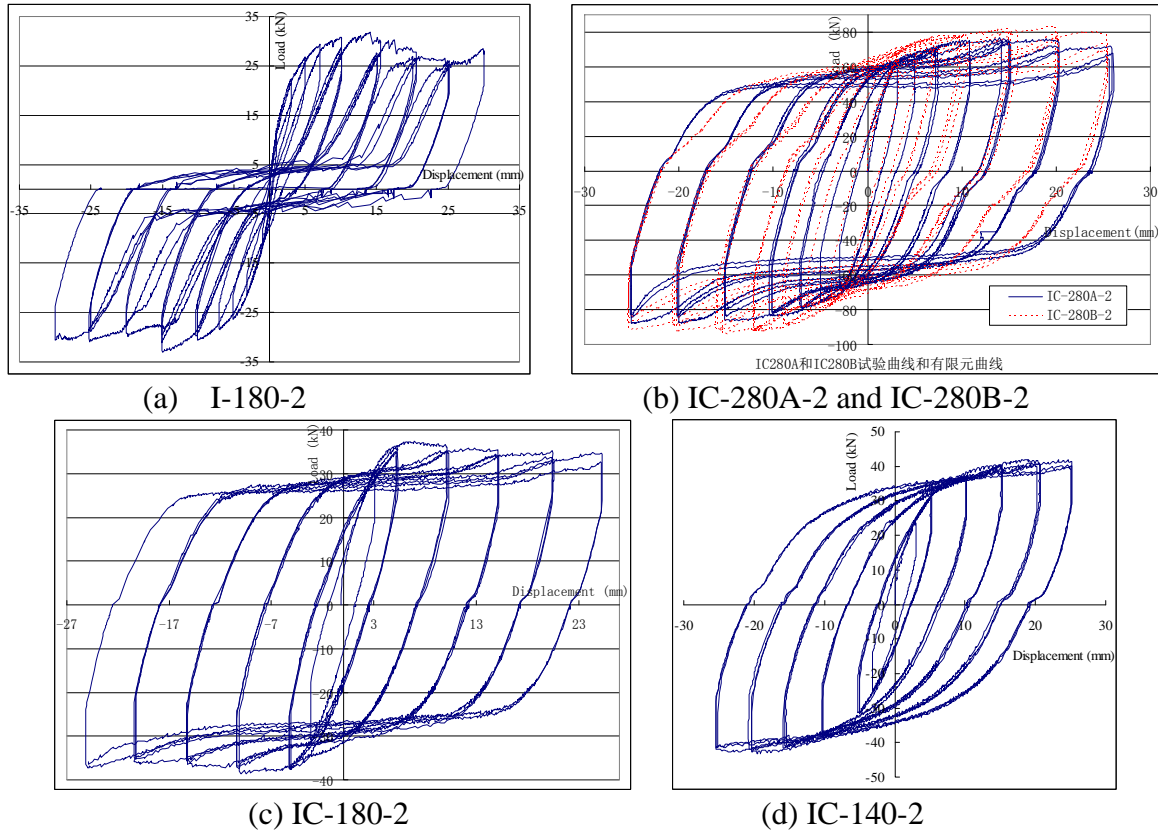 35
25
15
5
-5
-15
-25
-35
Load (kN)
Displacement (mm)
-35 -25 -15 5 15 25 35
(a) I-180-2
80
60
40
20
0
-20
-40
-60
-80
-100
(kN)
Displacement(mm)
-30 -20 -10 0 10 20 30
IC-280A-2
IC-280B-2
IC280A和IC280B试验曲线和有限元曲线
(b) IC-280A-2 and IC-280B-2
40
30
20
10
0
-10
-20
-30
-40
Load (kN)
Displacement (mm)
-27 -17 -7 3 13 23
(c) IC-180-2
50
40
30
20
10
0
-10
-20
-30
-40
-50
Load (kN)
Displacement (mm)
-30 -20 -10 0 10 20 30
(d) IC-140-2